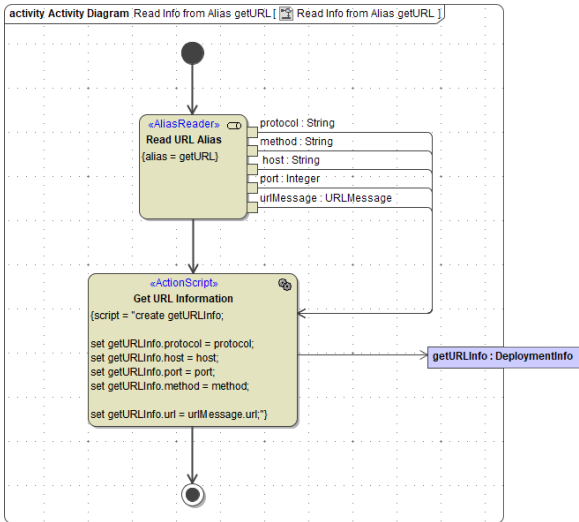 activity Activity Diagram Read Info from Alias getURL [ Read Info from Alias getURL ]
«AliasReader»
Read URL Alias
{alias = getURL}
protocol : String
method : String
host : String
port : Integer
urlMessage : URLMessage
«ActionScript»
Get URL Information
{script = "create getURLInfo;
set getURLInfo.protocol = protocol;
set getURLInfo.host = host;
set getURLInfo.port = port;
set getURLInfo.method = method;
set getURLInfo.url = urlMessage.url;"}
getURLInfo : DeploymentInfo